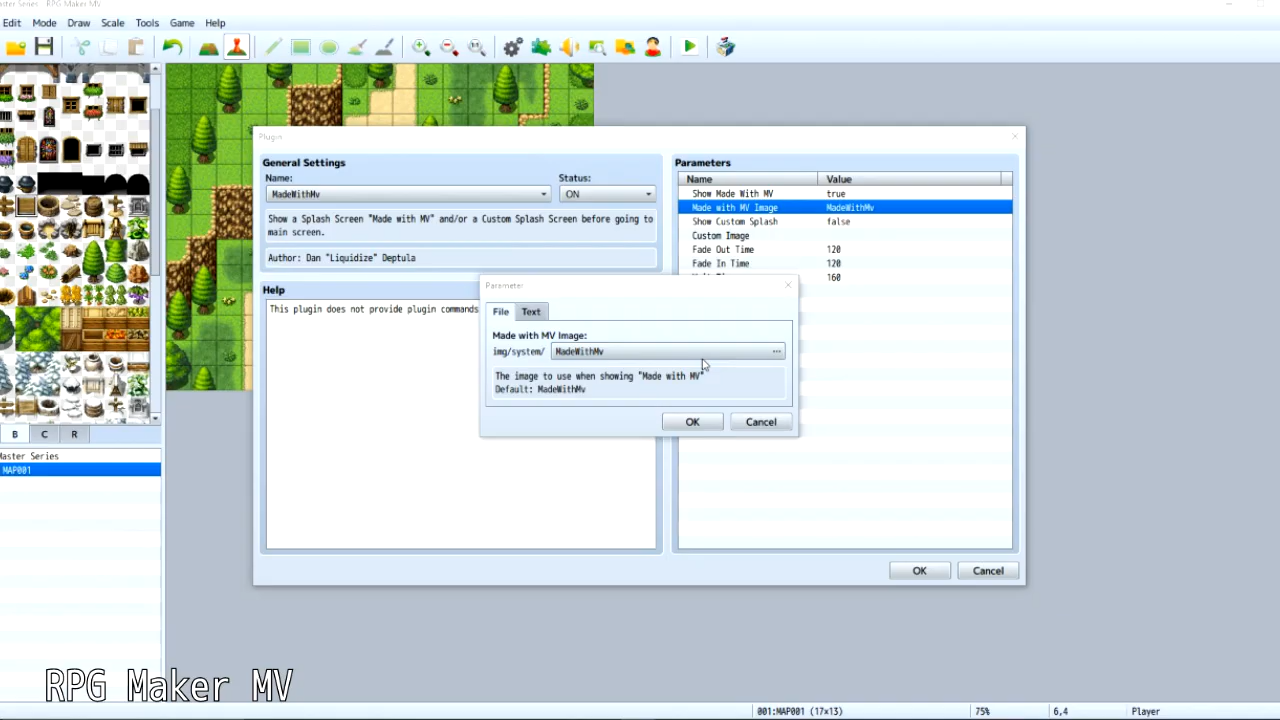 aster Series - RPG Maker MV
Edit Mode Draw Scale Tools Game Help
Plugin
General Settings
Name: Status:
MadeWithMv ON
Show a Splash Screen "Made with MV" and/or a Custom Splash Screen before going to
main screen.
Author: Dan "Liquidize" Deptula
Help
This plugin does not provide plugin commands
Parameters
Name Value
Show Made With MV true
Made with MV Image MadeWithMv
Show Custom Splash false
Custom Image
Fade Out Time 120
Fade In Time 120
160
Parameter
File Text
Made with MV Image:
img/system/ MadeWithMv ...
The image to use when showing "Made with MV"
Default: MadeWithMv
OK Cancel
OK Cancel
B C R
aster Series
MAP001
RPG Maker MV
001:MAP001 (17×13) 75% 6,4 Player